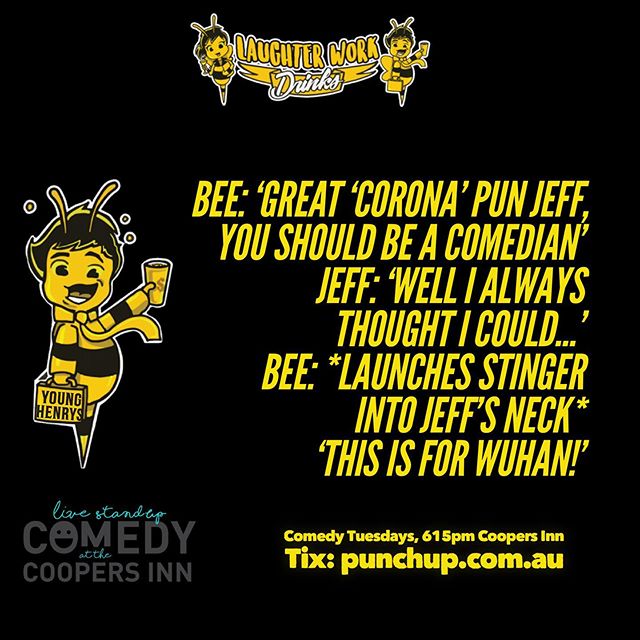 LAUGHTER WORK
Drinks
BEE: ‘GREAT ‘CORONA’ PUN JEFF,
YOU SHOULD BE A COMEDIAN’
JEFF: ‘WELL I ALWAYS
THOUGHT I COULD...’
BEE: *LAUNCHES STINGER
INTO JEFF’S NECK*
‘THIS IS FOR WUHAN!’
$
YOUNG
HENRYS
live standup
COMEDY
at the
COOPERS INN
Comedy Tuesdays, 615pm Coopers Inn
Tix: punchup.com.au